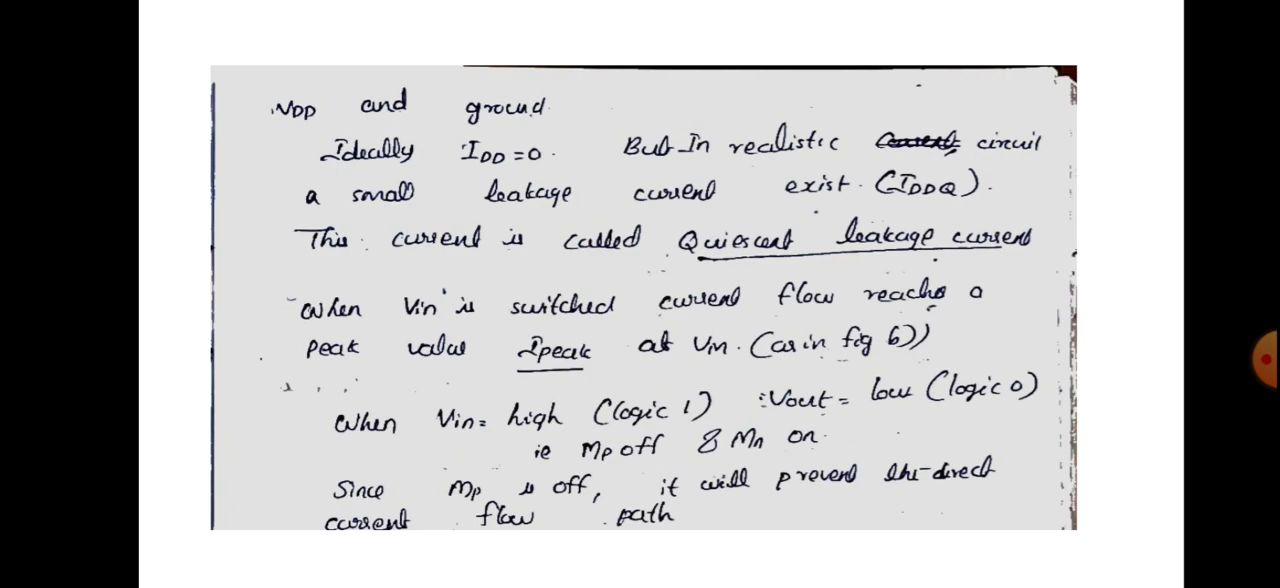 VDD and ground.
Ideally IDD = 0. But In realistic circuit
a small leakage current exist. (IDDQ).
This current is called Quiescent leakage current
When Vin is switched current flow reachs a
peak value Ipeak at VM. (as in fig b))
When Vin = high (logic 1) :Vout = low (logic 0)
ie Mp off & Mn on.
Since Mp is off, it will prevent the direct
current flow path